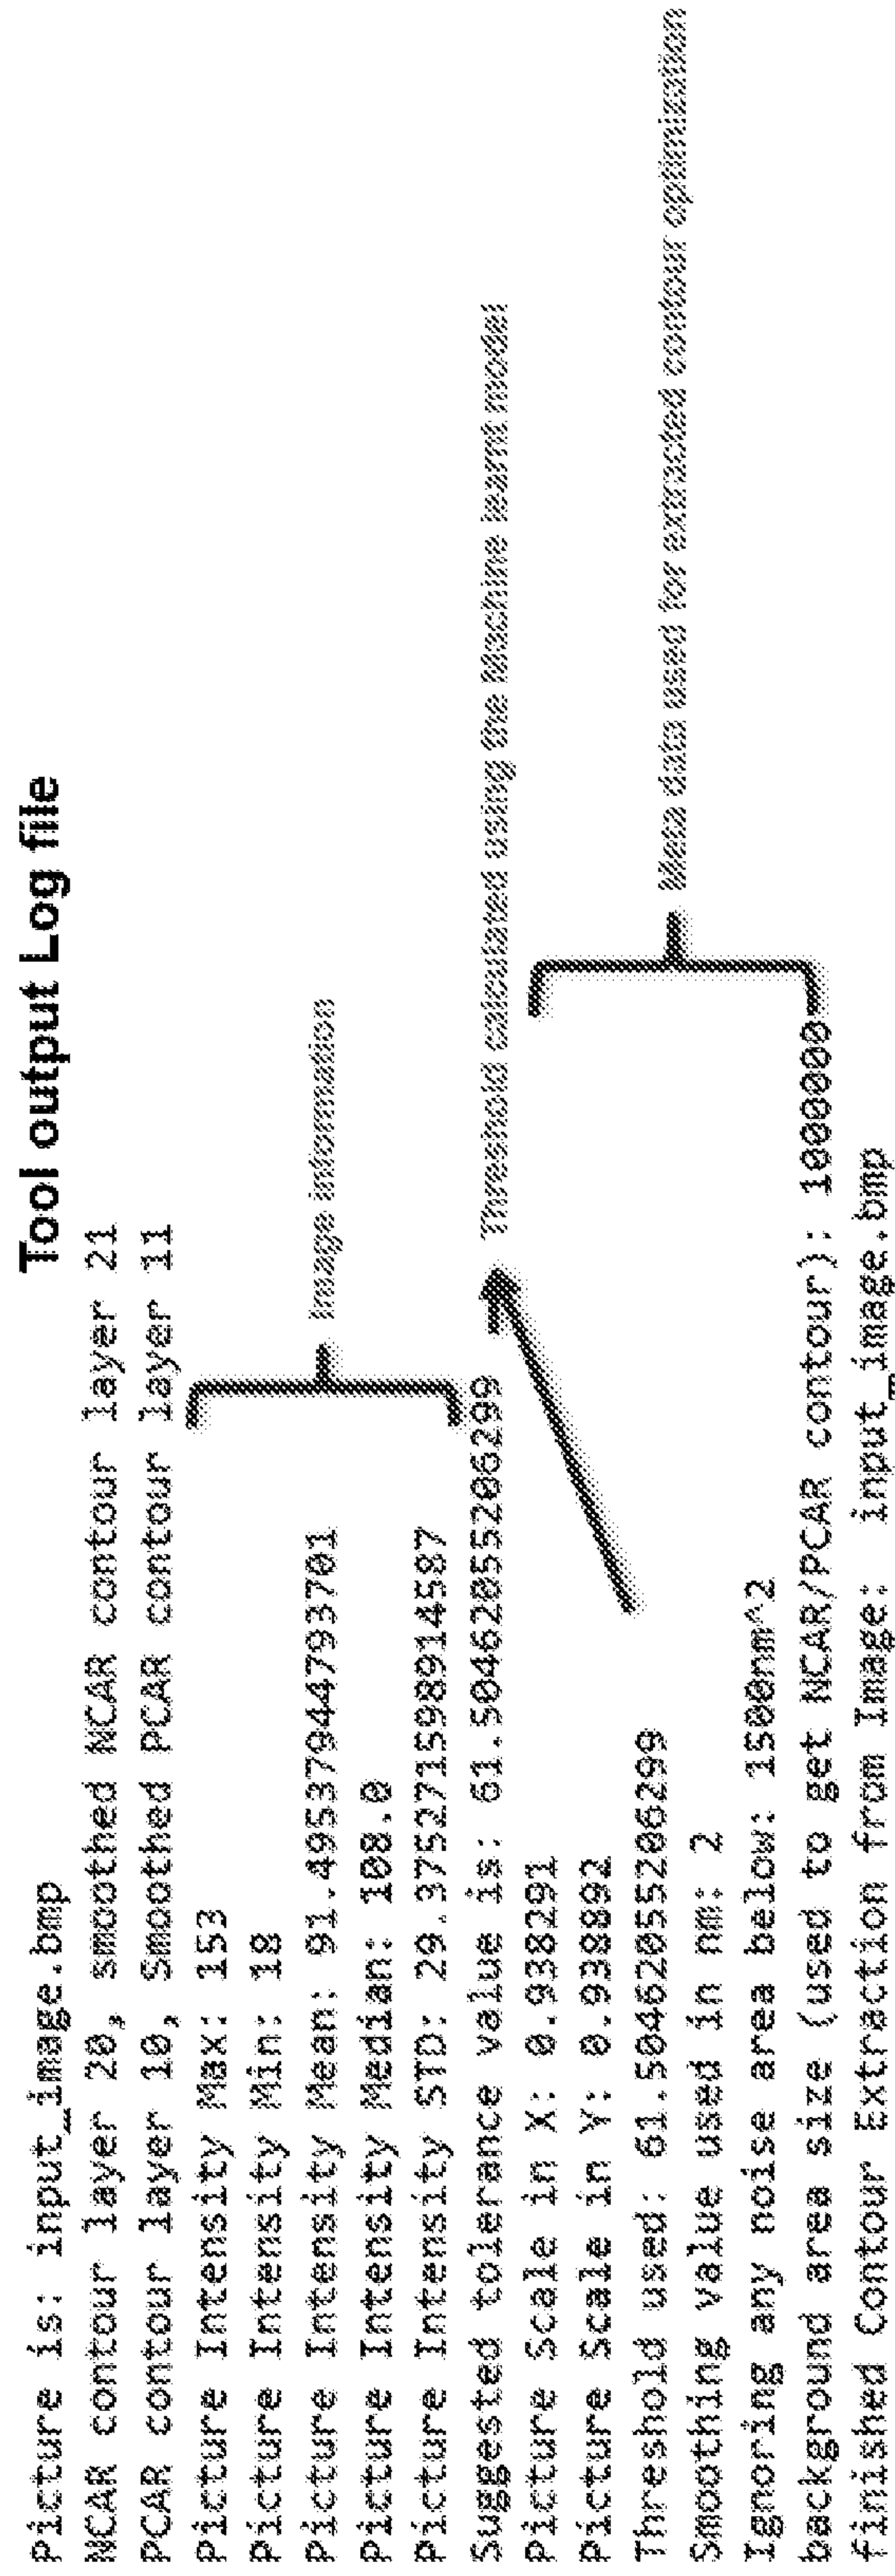 Tool output Log file
Picture is: input_image.bmp
NCAR contour layer 20, smoothed NCAR contour layer 21
PCAR contour layer 10, Smoothed PCAR contour layer 11
Picture Intensity Max: 153
Picture Intensity Min: 18
Picture Intensity Mean: 91.4953794479370​1
Picture Intensity Median: 108.0
Picture Intensity STD: 29.375271598914587
Image information
Suggested tolerance value is: 61.50462055206299
Threshold calculated using the Machine learnt model
Picture Scale in X: 0.938291
Picture Scale in Y: 0.938892
Threshold used: 61.50462055206299
Smoothing value used in nm: 2
Ignoring any noise area below: 1500nm^2
background area size (used to get NCAR/PCAR contour): 1000000
Meta data used for extracted contour optimization
finished Contour Extraction from Image: input_image.bmp